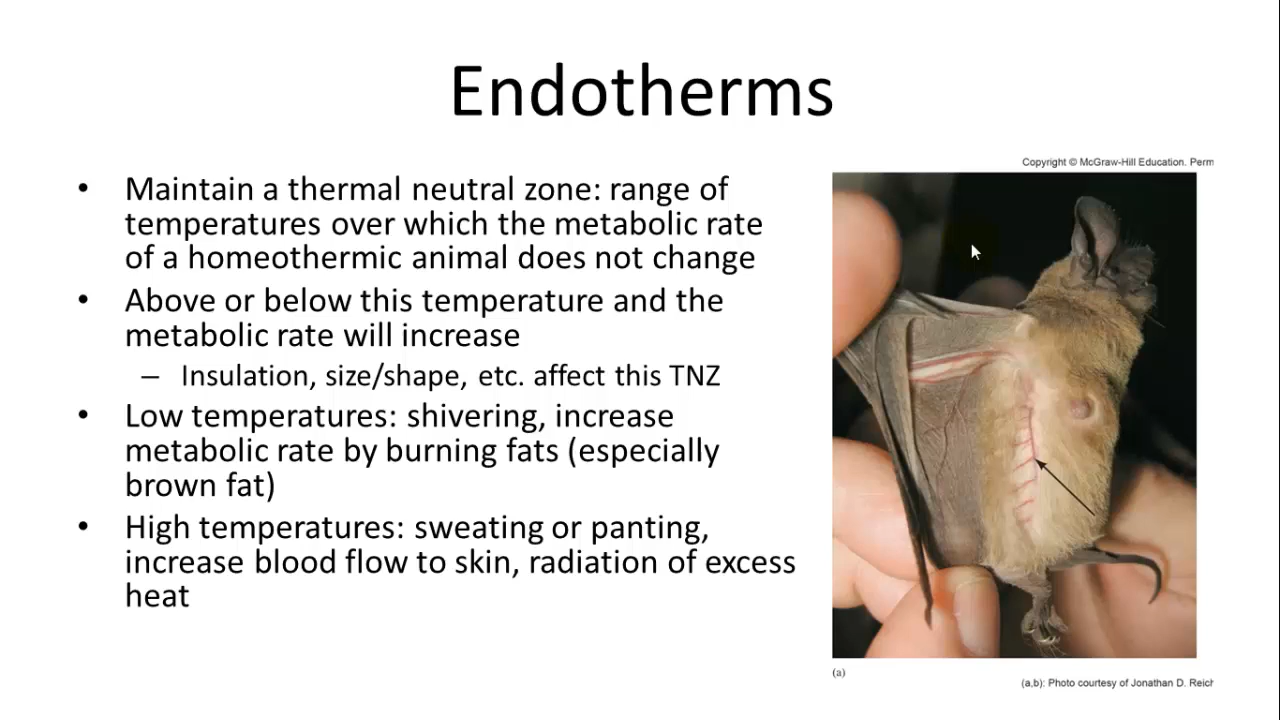 Endotherms
Copyright © McGraw-Hill Education. Perm
• Maintain a thermal neutral zone: range of
temperatures over which the metabolic rate
of a homeothermic animal does not change
• Above or below this temperature and the
metabolic rate will increase
– Insulation, size/shape, etc. affect this TNZ
• Low temperatures: shivering, increase
metabolic rate by burning fats (especially
brown fat)
• High temperatures: sweating or panting,
increase blood flow to skin, radiation of excess
heat
(a)
(a,b): Photo courtesy of Jonathan D. Reich